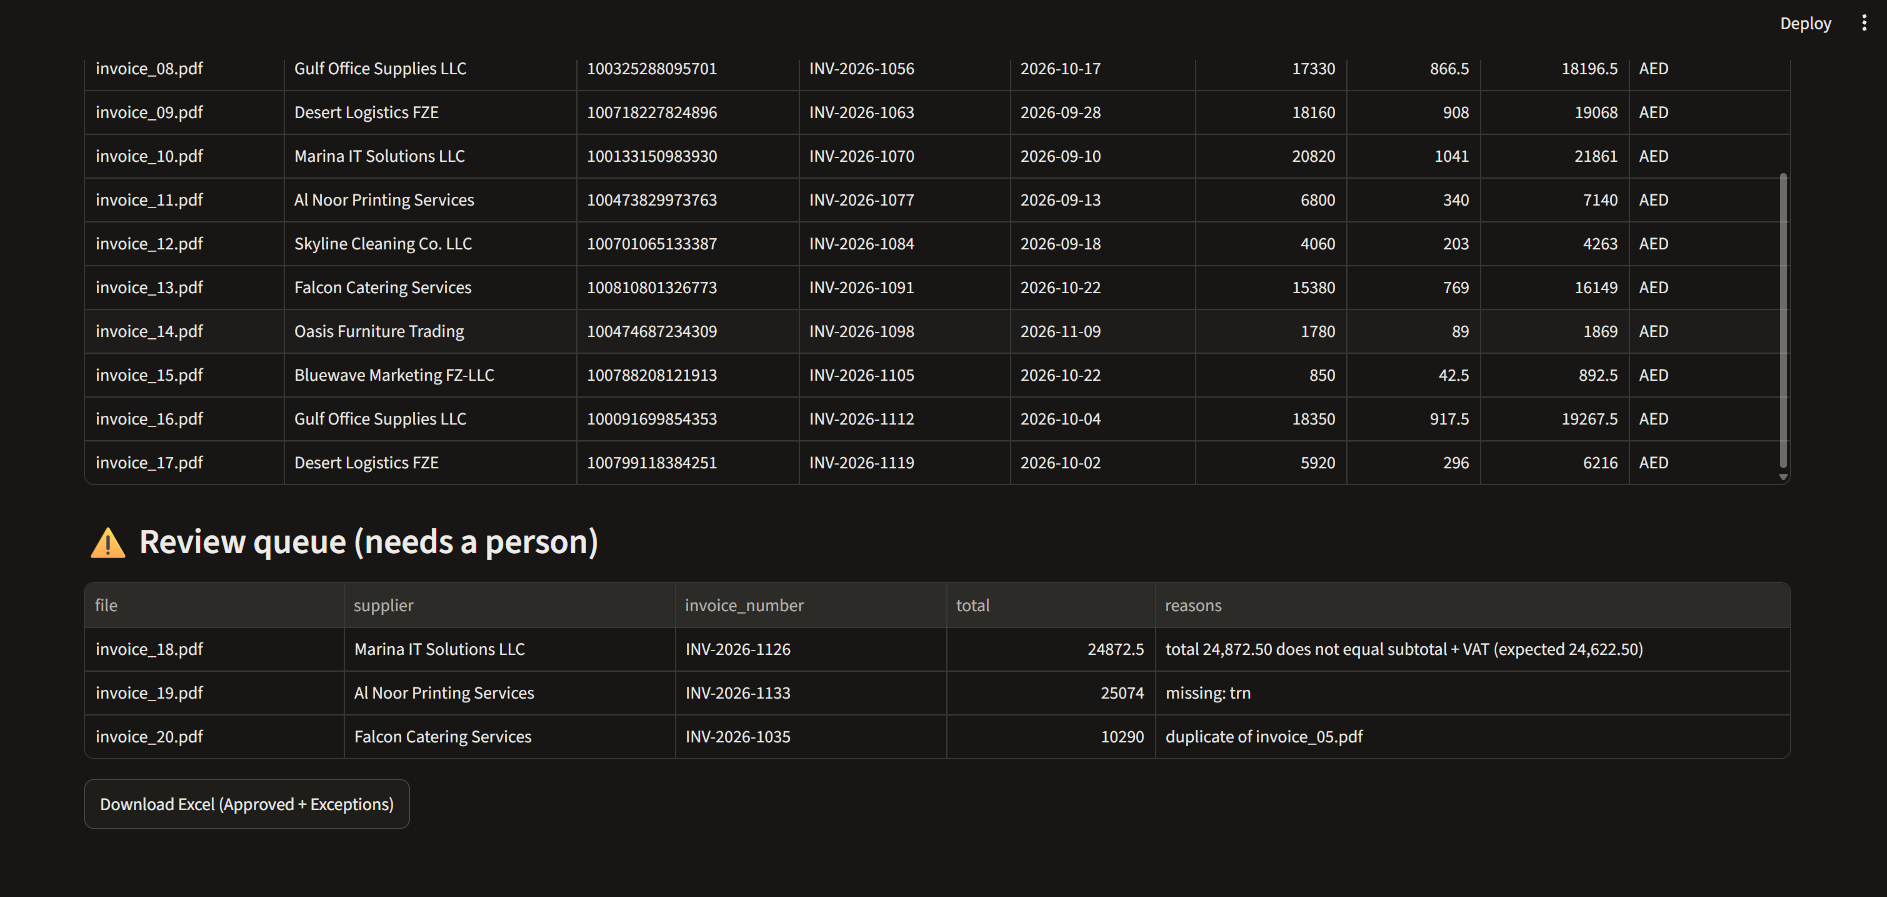 Deploy
invoice_08.pdf Gulf Office Supplies LLC 100325288095701 INV-2026-1056 2026-10-17 17330 866.5 18196.5 AED
invoice_09.pdf Desert Logistics FZE 100718227824896 INV-2026-1063 2026-09-28 18160 908 19068 AED
invoice_10.pdf Marina IT Solutions LLC 100133150983930 INV-2026-1070 2026-09-10 20820 1041 21861 AED
invoice_11.pdf Al Noor Printing Services 100473829973763 INV-2026-1077 2026-09-13 6800 340 7140 AED
invoice_12.pdf Skyline Cleaning Co. LLC 100701065133387 INV-2026-1084 2026-09-18 4060 203 4263 AED
invoice_13.pdf Falcon Catering Services 100810801326773 INV-2026-1091 2026-10-22 15380 769 16149 AED
invoice_14.pdf Oasis Furniture Trading 100474687234309 INV-2026-1098 2026-11-09 1780 89 1869 AED
invoice_15.pdf Bluewave Marketing FZ-LLC 100788208121913 INV-2026-1105 2026-10-22 850 42.5 892.5 AED
invoice_16.pdf Gulf Office Supplies LLC 100091699854353 INV-2026-1112 2026-10-04 18350 917.5 19267.5 AED
invoice_17.pdf Desert Logistics FZE 100799118384251 INV-2026-1119 2026-10-02 5920 296 6216 AED
Review queue (needs a person)
file supplier invoice_number total reasons
invoice_18.pdf Marina IT Solutions LLC INV-2026-1126 24872.5 total 24,872.50 does not equal subtotal + VAT (expected 24,622.50)
invoice_19.pdf Al Noor Printing Services INV-2026-1133 25074 missing: trn
invoice_20.pdf Falcon Catering Services INV-2026-1035 10290 duplicate of invoice_05.pdf
Download Excel (Approved + Exceptions)